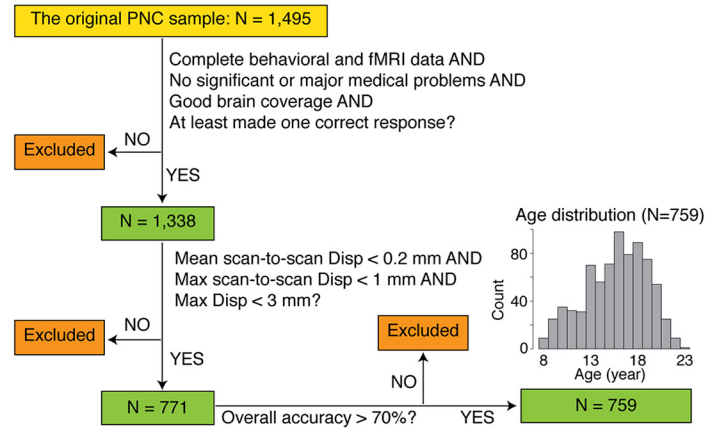 The original PNC sample: N = 1,495
Complete behavioral and fMRI data AND
No significant or major medical problems AND
Good brain coverage AND
At least made one correct response?
Excluded
NO
YES
N = 1,338
Mean scan-to-scan Disp < 0.2 mm AND
Max scan-to-scan Disp < 1 mm AND
Max Disp < 3 mm?
Excluded
NO
YES
N = 771
Overall accuracy > 70%?
Excluded
NO
YES
N = 759
Age distribution (N=759)
Count
80
40
0
8 13 18 23
Age (year)